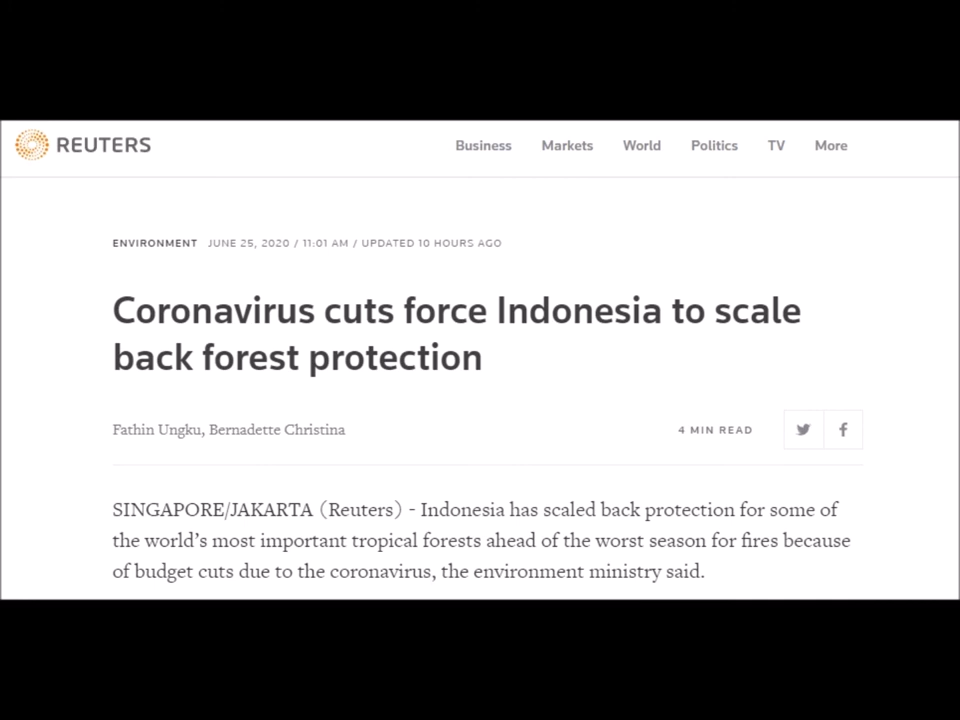 REUTERS
Business Markets World Politics TV More
ENVIRONMENT JUNE 25, 2020 / 11:01 AM / UPDATED 10 HOURS AGO
Coronavirus cuts force Indonesia to scale
back forest protection
Fathin Ungku, Bernadette Christina
4 MIN READ
SINGAPORE/JAKARTA (Reuters) - Indonesia has scaled back protection for some of
the world’s most important tropical forests ahead of the worst season for fires because
of budget cuts due to the coronavirus, the environment ministry said.